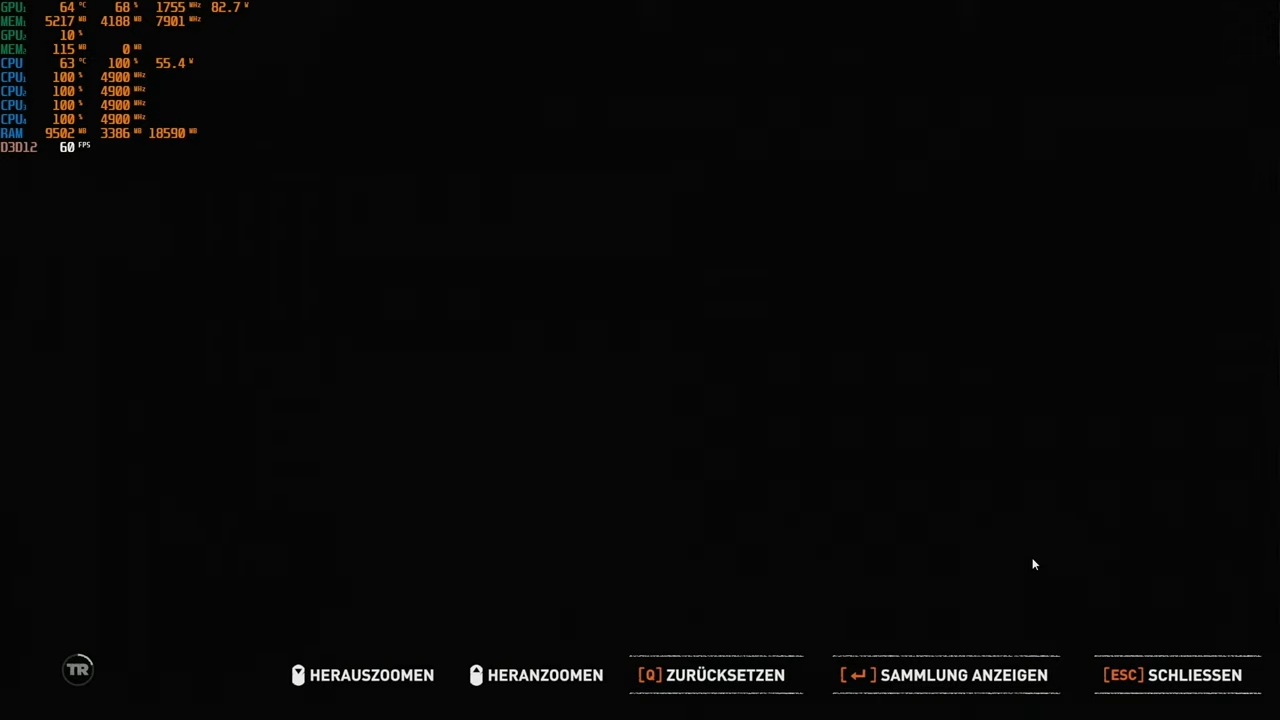 GPU₁ 64 °C 68 % 1755 MHz 82.7 W
MEM₁ 5217 MB 4188 MB 7901 MHz
GPU₂ 10 %
MEM₂ 115 MB 0 MB
CPU 63 °C 100 % 55.4 W
CPU₁ 100 % 4900 MHz
CPU₂ 100 % 4900 MHz
CPU₃ 100 % 4900 MHz
CPU₄ 100 % 4900 MHz
RAM 9502 MB 3386 MB 18590 MB
D3D12 60 FPS
TR HERAUSZOOMEN HERANZOOMEN [Q] ZURÜCKSETZEN [↵] SAMMLUNG ANZEIGEN [ESC] SCHLIESSEN